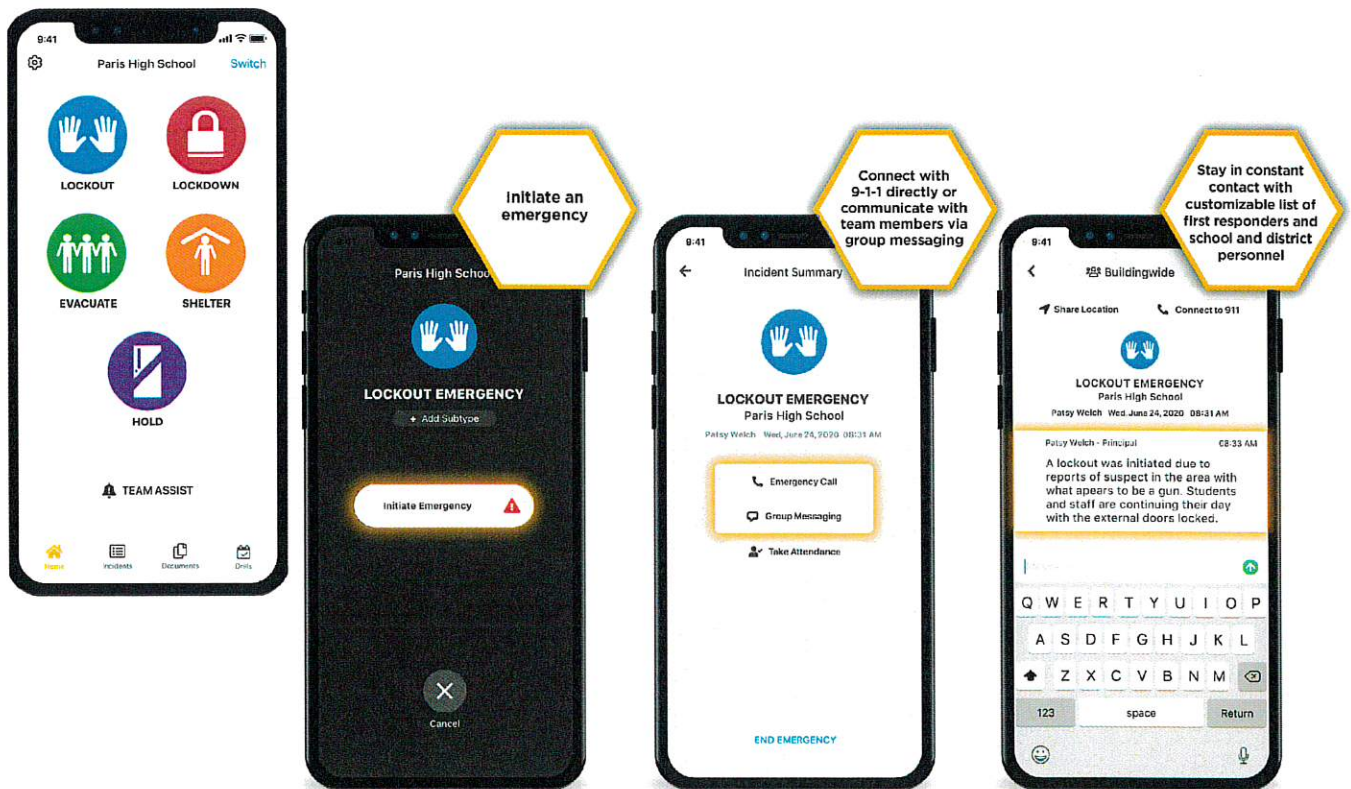 9:41
Paris High School
Switch
LOCKOUT
LOCKDOWN
EVACUATE
SHELTER
HOLD
TEAM ASSIST
Home
Incidents
Documents
Drills
Initiate an
emergency
Paris High School
LOCKOUT EMERGENCY
+ Add Subtype
Initiate Emergency
Cancel
Connect with
9-1-1 directly or
communicate with
team members via
group messaging
9:41
Incident Summary
LOCKOUT EMERGENCY
Paris High School
Patsy Welch Wed, June 24, 2020 08:31 AM
Emergency Call
Group Messaging
Take Attendance
END EMERGENCY
Stay in constant
contact with
customizable list of
first responders and
school and district
personnel
9:41
Buildingwide
Share Location
Connect to 911
LOCKOUT EMERGENCY
Paris High School
Patsy Welch Wed, June 24, 2020 08:31 AM
Patsy Welch - Principal 08:33 AM
A lockout was initiated due to
reports of suspect in the area with
what apears to be a gun. Students
and staff are continuing their day
with the external doors locked.
Q W E R T Y U I O P
A S D F G H J K L
Z X C V B N M
123 space Return